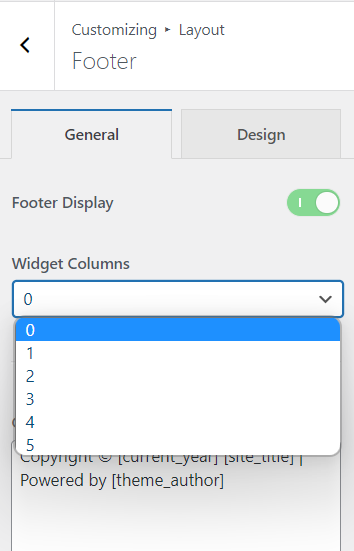 Customizing ▸ Layout
Footer
General
Design
Footer Display
Widget Columns
0
0
1
2
3
4
5
Copyright © [current_year] [site_title] |
Powered by [theme_author]